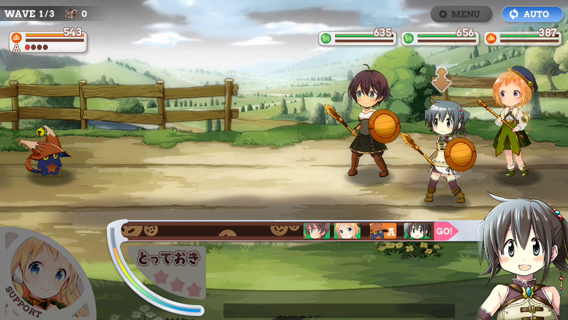 WAVE 1/3
0
MENU
AUTO
543
A
635
656
387
GO!
とっておき
SUPPORT